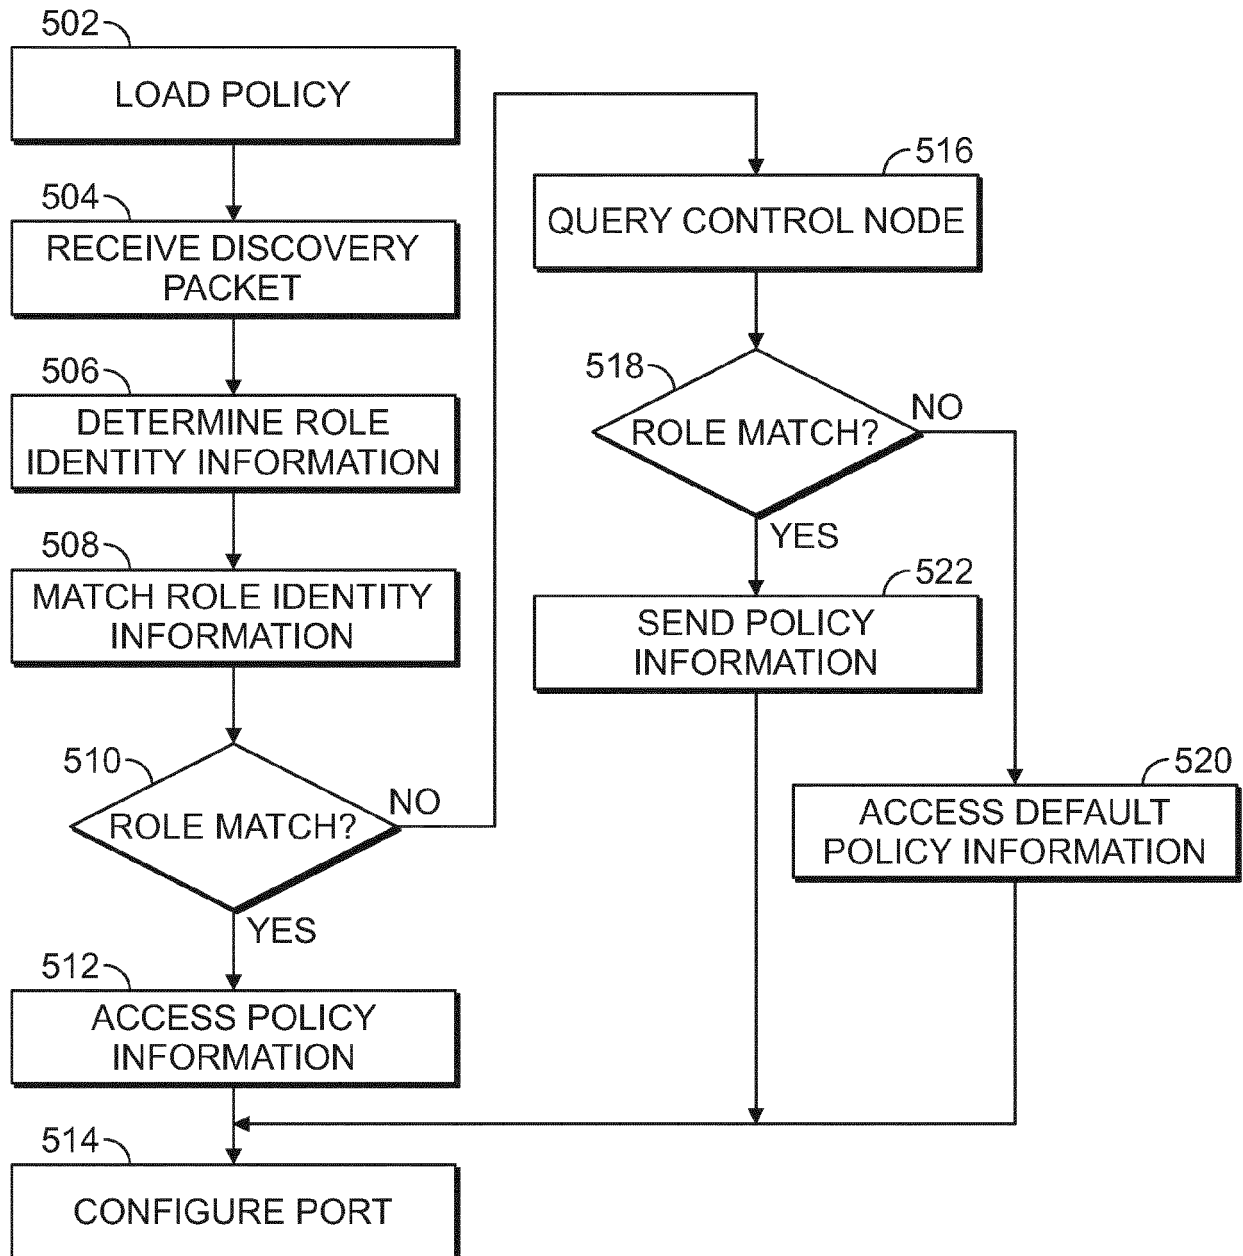 502
LOAD POLICY
504
RECEIVE DISCOVERY
PACKET
506
DETERMINE ROLE
IDENTITY INFORMATION
508
MATCH ROLE IDENTITY
INFORMATION
510
ROLE MATCH?
NO
YES
512
ACCESS POLICY
INFORMATION
514
CONFIGURE PORT
516
QUERY CONTROL NODE
518
ROLE MATCH?
NO
YES
522
SEND POLICY
INFORMATION
520
ACCESS DEFAULT
POLICY INFORMATION